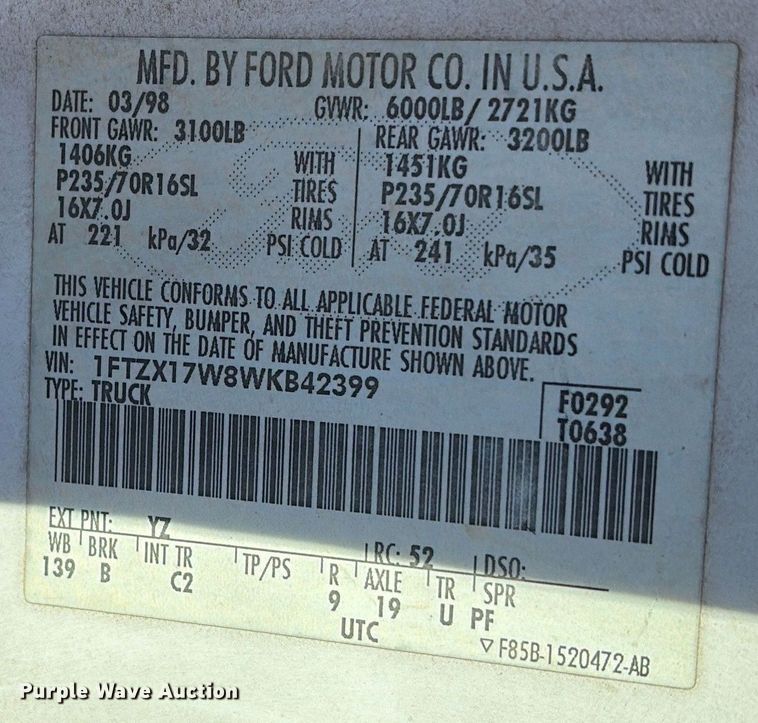 MFD. BY FORD MOTOR CO. IN U.S.A.
DATE: 03/98 GVWR: 6000LB/ 2721KG
FRONT GAWR: 3100LB REAR GAWR: 3200LB
1406KG WITH 1451KG WITH
P235/70R16SL TIRES P235/70R16SL TIRES
16X7.0J RIMS 16X7.0J RIMS
AT 221 kPa/32 PSI COLD AT 241 kPa/35 PSI COLD
THIS VEHICLE CONFORMS TO ALL APPLICABLE FEDERAL MOTOR
VEHICLE SAFETY, BUMPER, AND THEFT PREVENTION STANDARDS
IN EFFECT ON THE DATE OF MANUFACTURE SHOWN ABOVE.
VIN: 1FTZX17W8WKB42399
TYPE: TRUCK F0292
T0638
EXT PNT: YZ RC: 52 DSO:
WB BRK INT TR TP/PS R AXLE TR SPR
139 B C2 9 19 U PF
UTC
▽ F85B-1520472-AB
Purple Wave Auction